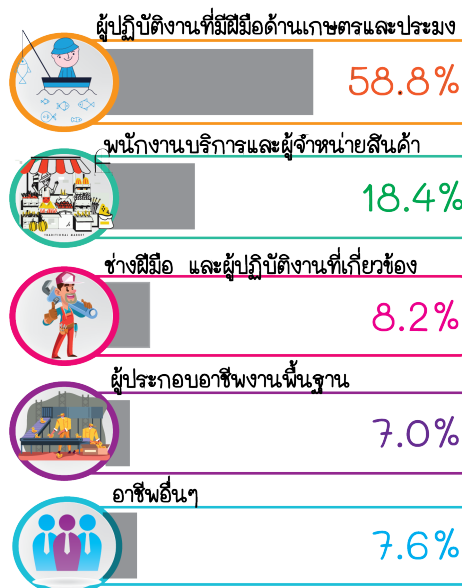 ผู้ปฏิบัติงานที่มีฝีมือด้านเกษตรและประมง
58.8%
พนักงานบริการและผู้จำหน่ายสินค้า
18.4%
TRADITIONAL MARKET
ช่างฝีมือ และผู้ปฏิบัติงานที่เกี่ยวข้อง
8.2%
ผู้ประกอบอาชีพงานพื้นฐาน
7.0%
อาชีพอื่นๆ
7.6%